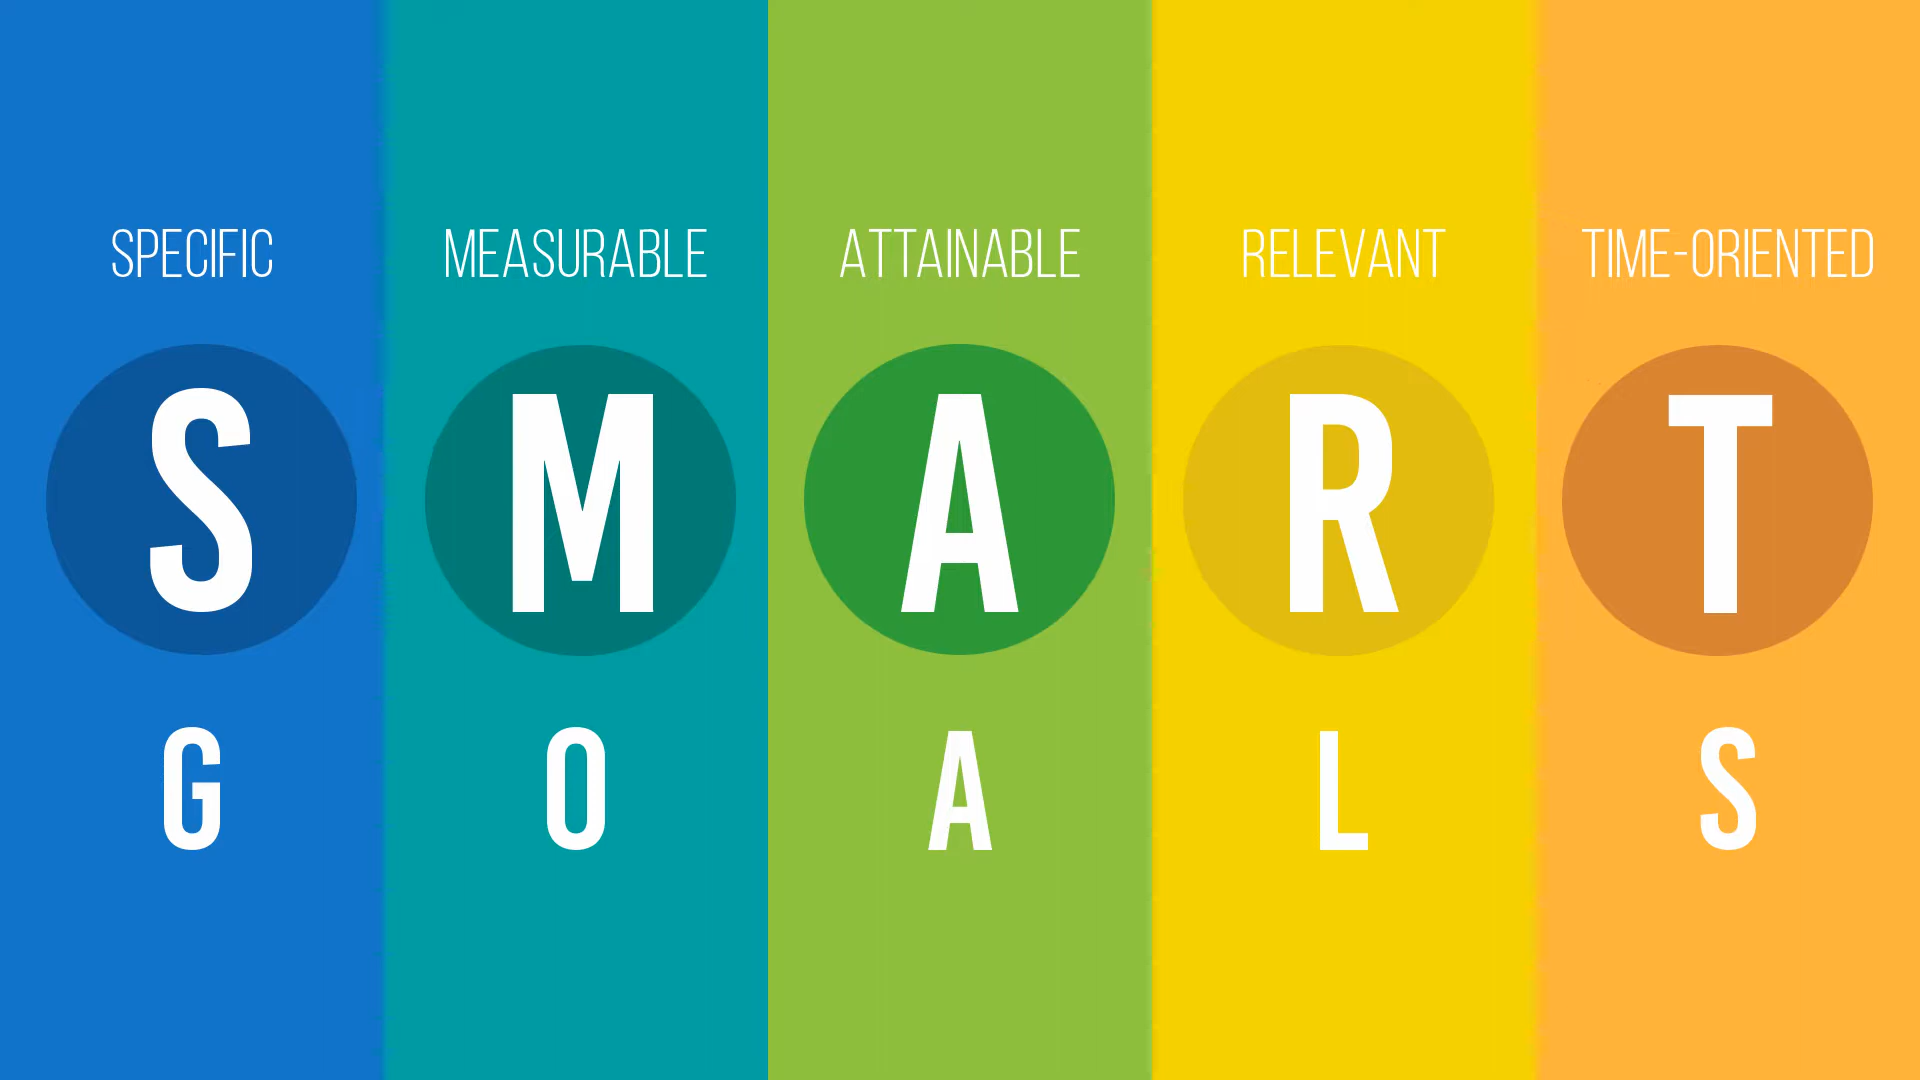 SPECIFIC MEASURABLE ATTAINABLE RELEVANT TIME-ORIENTED
S M A R T
G O A L S